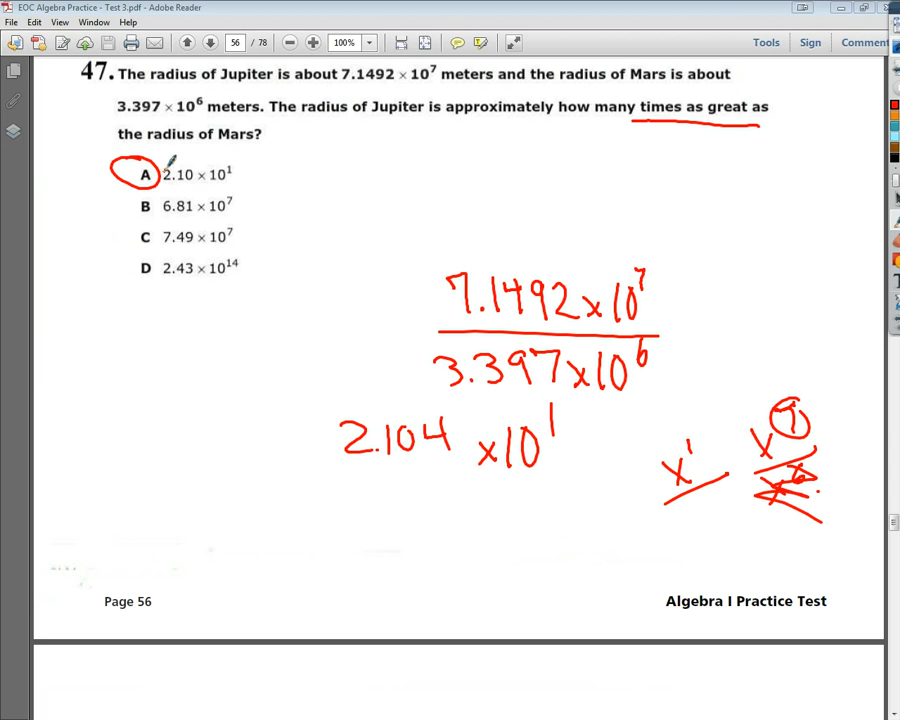 EOC Algebra Practice - Test 3.pdf - Adobe Reader
File Edit View Window Help
56 / 78 100% Tools Sign Comment
47. The radius of Jupiter is about 7.1492 × 10⁷ meters and the radius of Mars is about
3.397 × 10⁶ meters. The radius of Jupiter is approximately how many times as great as
the radius of Mars?
A 2.10 × 10¹
B 6.81 × 10⁷
C 7.49 × 10⁷
D 2.43 × 10¹⁴
7.1492 x 10⁷
3.397 x 10⁶
2.104 x 10¹
x¹
x⁷
x⁶
Page 56 Algebra I Practice Test